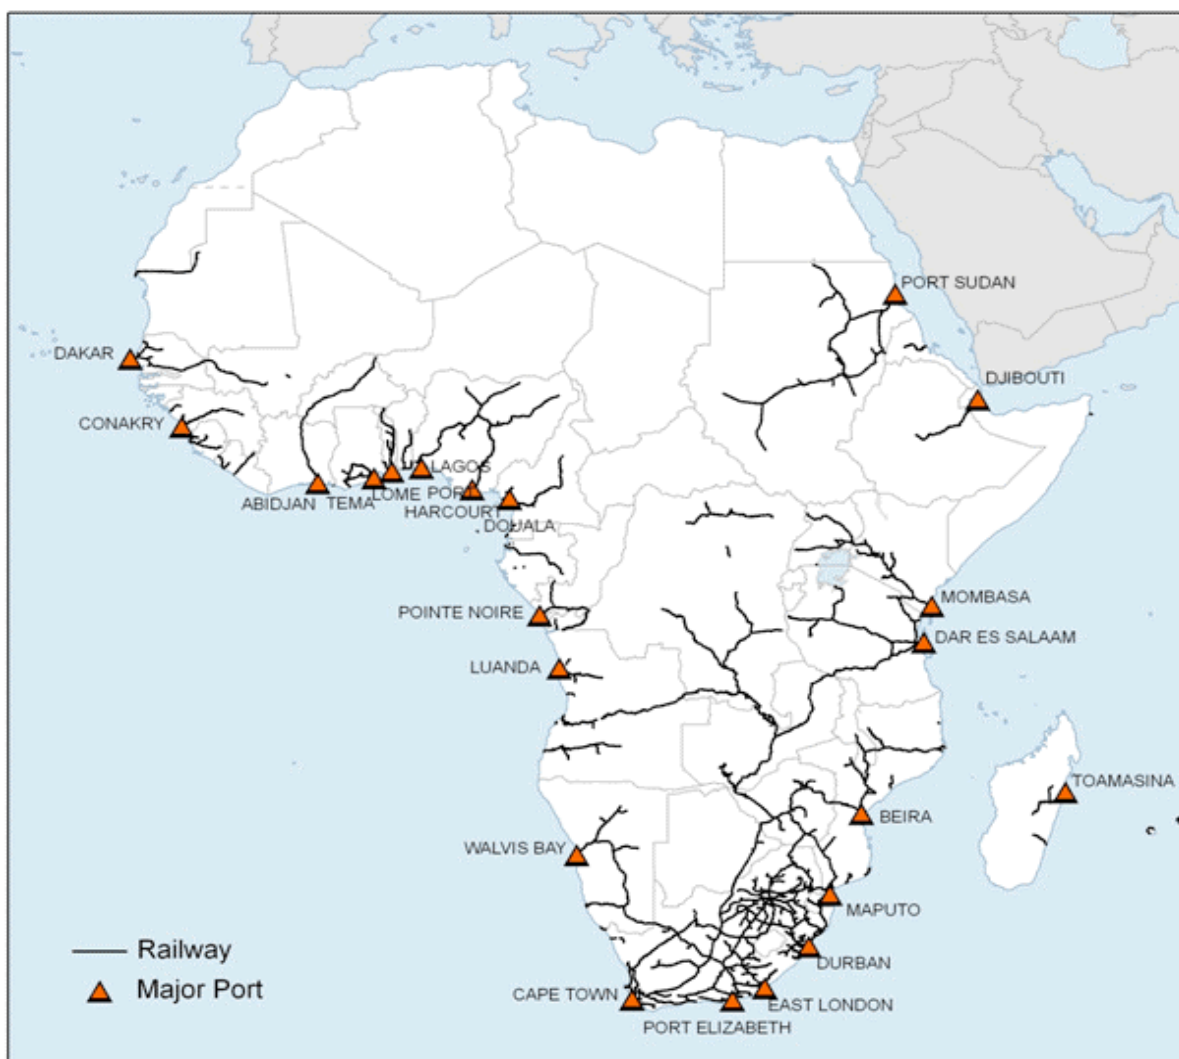 PORT SUDAN
DAKAR
DJIBOUTI
CONAKRY
LAGOS
ABIDJAN
TEMA
LOME
PORT
HARCOURT
DOUALA
MOMBASA
POINTE NOIRE
DAR ES SALAAM
LUANDA
TOAMASINA
BEIRA
WALVIS BAY
MAPUTO
Railway
DURBAN
Major Port
CAPE TOWN
EAST LONDON
PORT ELIZABETH